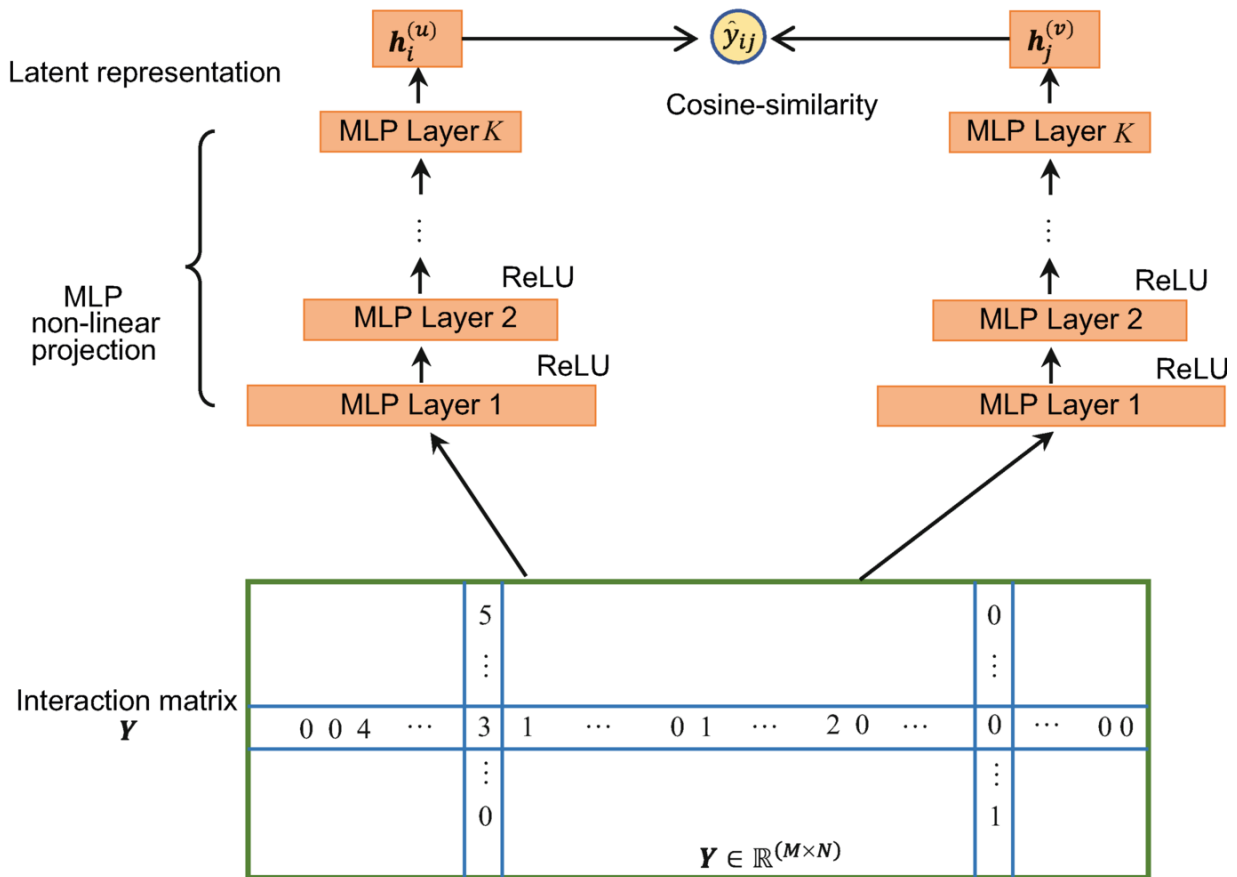 h_i^(u)
ŷ_ij
h_j^(v)
Latent representation
Cosine-similarity
MLP Layer K
MLP Layer K
⋮
⋮
ReLU
ReLU
MLP
non-linear
projection
MLP Layer 2
MLP Layer 2
ReLU
ReLU
MLP Layer 1
MLP Layer 1
5
0
⋮
⋮
Interaction matrix
Y
0 0 4 ⋯ 3 1 ⋯ 0 1 ⋯ 2 0 ⋯ 0 ⋯ 0 0
⋮
⋮
0
1
Y ∈ ℝ^(M×N)